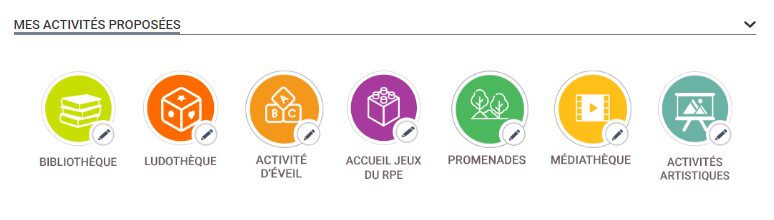 MES ACTIVITÉS PROPOSÉES
A
B C
BIBLIOTHÈQUE
LUDOTHÈQUE
ACTIVITÉ
D'ÉVEIL
ACCUEIL JEUX
DU RPE
PROMENADES
MÉDIATHÈQUE
ACTIVITÉS
ARTISTIQUES